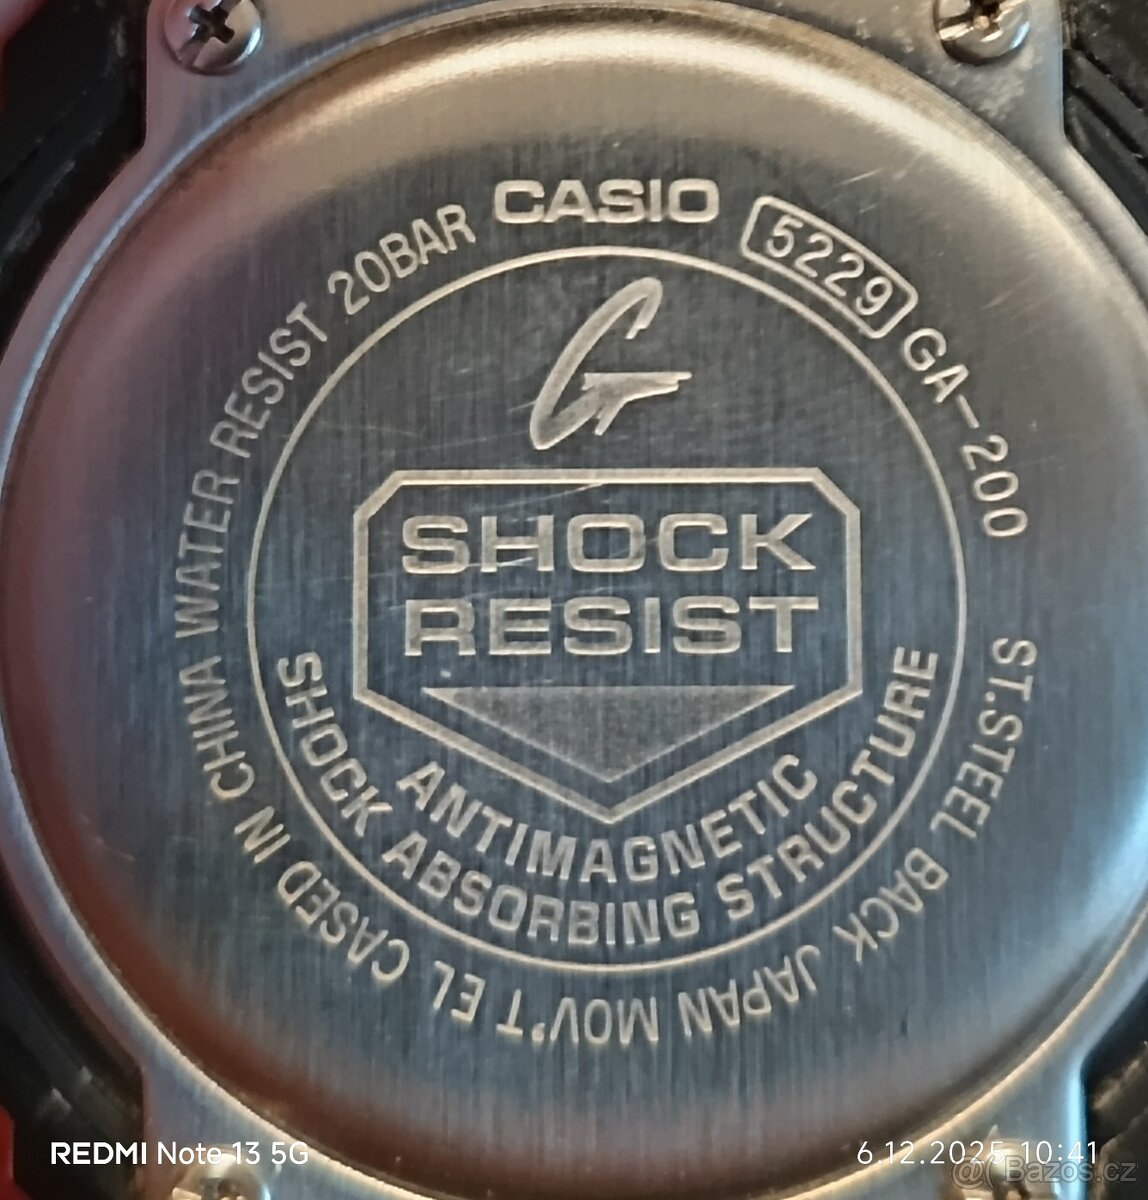 CASIO
5229
GA-200
ST.STEEL BACK JAPAN MOV'T EL CASED IN CHINA WATER RESIST 20BAR
G
SHOCK
RESIST
ANTIMAGNETIC
SHOCK ABSORBING STRUCTURE
REDMI Note 13 5G
6.12.2025 10:41
@( Bazos.cz